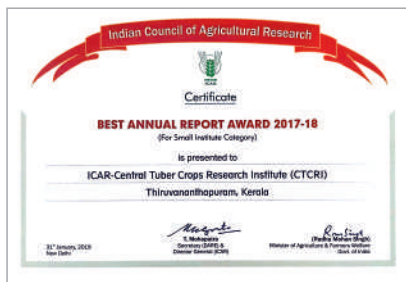 Indian Council of Agricultural Research
Certificate
BEST ANNUAL REPORT AWARD 2017-18
(For Small Institute Category)
is presented to
ICAR-Central Tuber Crops Research Institute (CTCRI)
Thiruvananthapuram, Kerala
31st January, 2019
New Delhi
T. Mohapatra
Secretary (DARE) &
Director General (ICAR)
(Radha Mohan Singh)
Minister of Agriculture & Farmers Welfare
Govt. of India